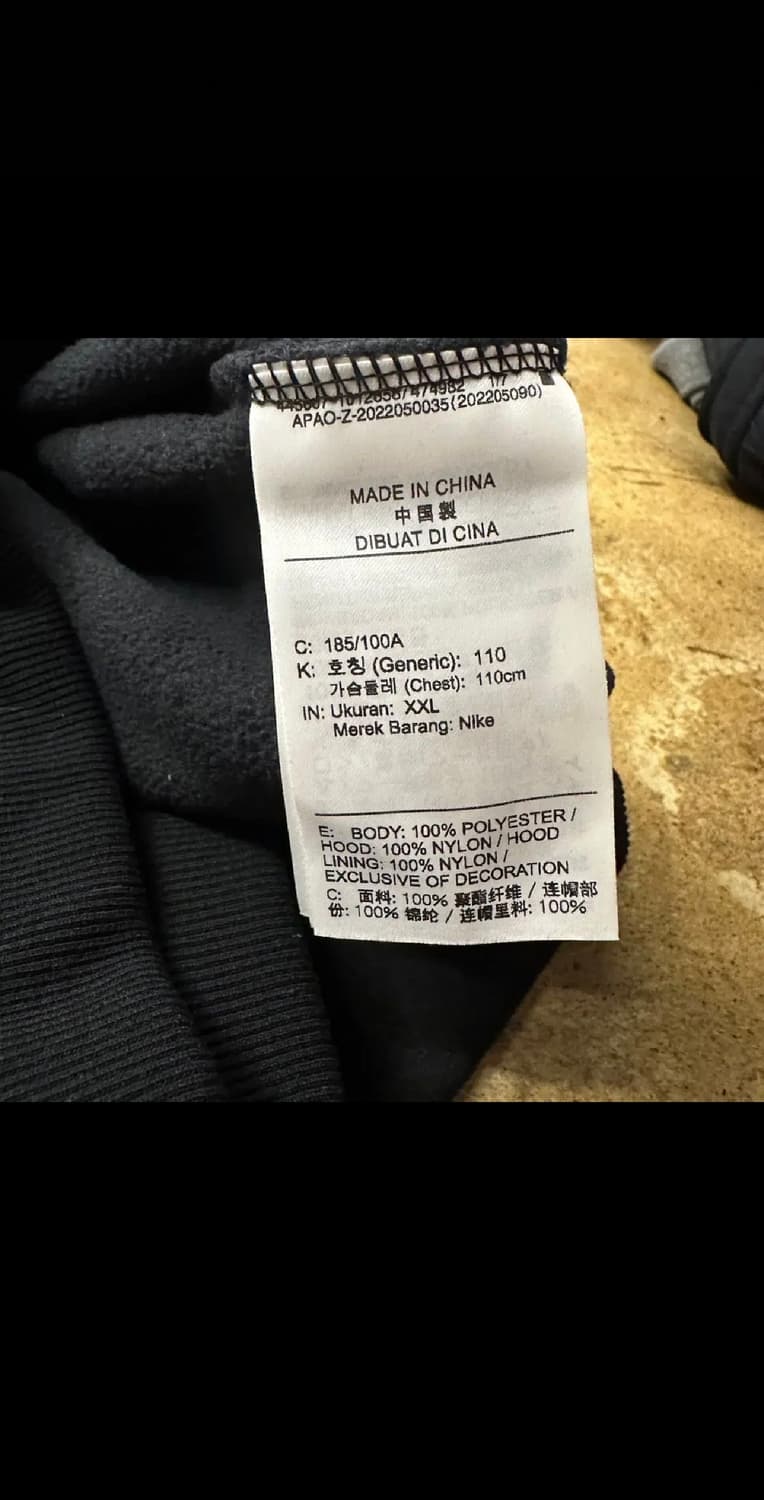 APAO-Z-2022050035(202205090)
MADE IN CHINA
中国製
DIBUAT DI CINA
C: 185/100A
K: 호칭 (Generic): 110
가슴둘레 (Chest): 110cm
IN: Ukuran: XXL
Merek Barang: Nike
E: BODY: 100% POLYESTER /
HOOD: 100% NYLON / HOOD
LINING: 100% NYLON /
EXCLUSIVE OF DECORATION
C: 面料: 100% 聚酯纤维 / 连帽部
份: 100% 锦纶 / 连帽里料: 100%